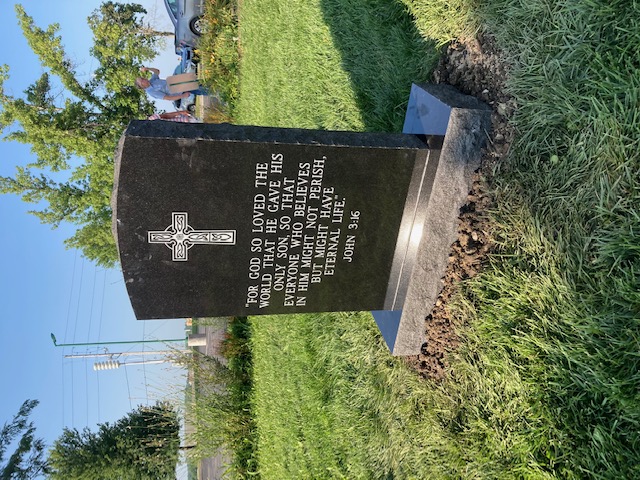 "FOR GOD SO LOVED THE
WORLD THAT HE GAVE HIS
ONLY SON, SO THAT
EVERYONE WHO BELIEVES
IN HIM MIGHT NOT PERISH,
BUT MIGHT HAVE
ETERNAL LIFE."
JOHN 3:16